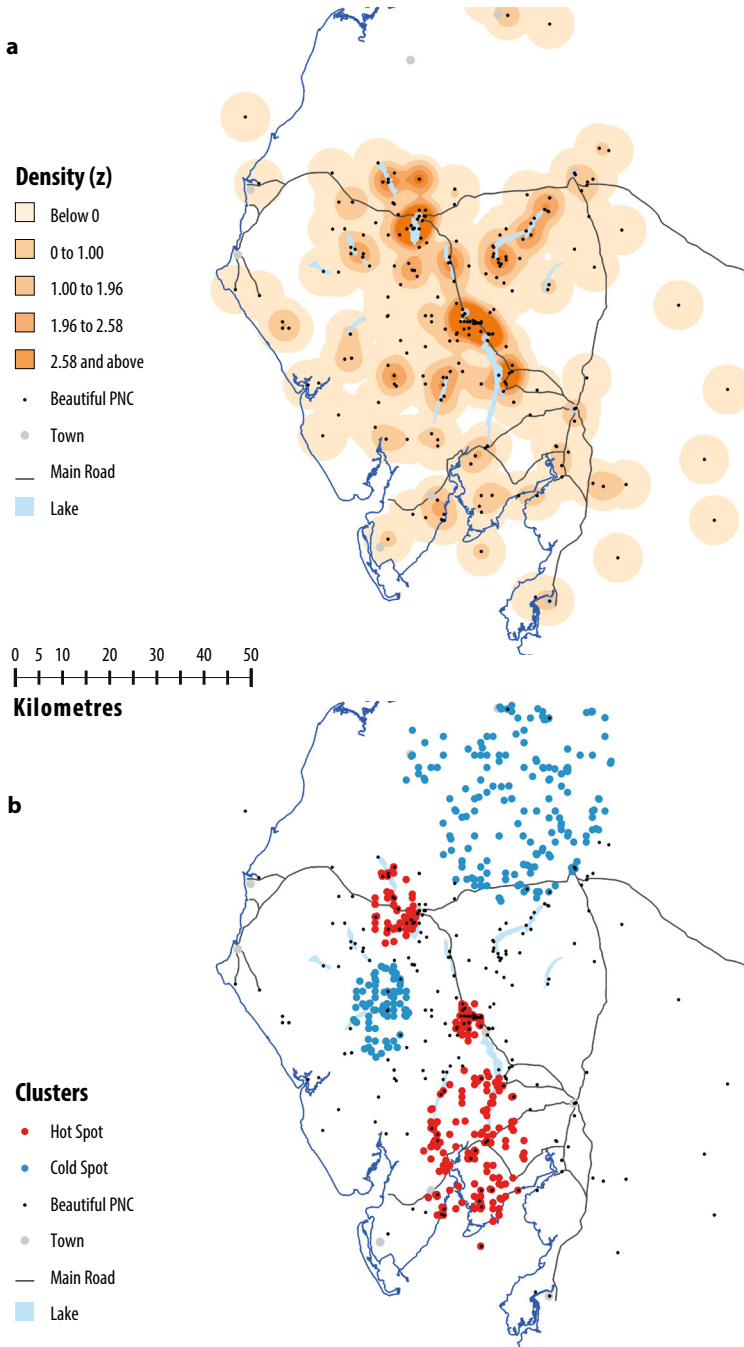 a
Density (z)
Below 0
0 to 1.00
1.00 to 1.96
1.96 to 2.58
2.58 and above
Beautiful PNC
Town
Main Road
Lake
0 5 10 20 30 40 50
Kilometres
b
Clusters
Hot Spot
Cold Spot
Beautiful PNC
Town
Main Road
Lake